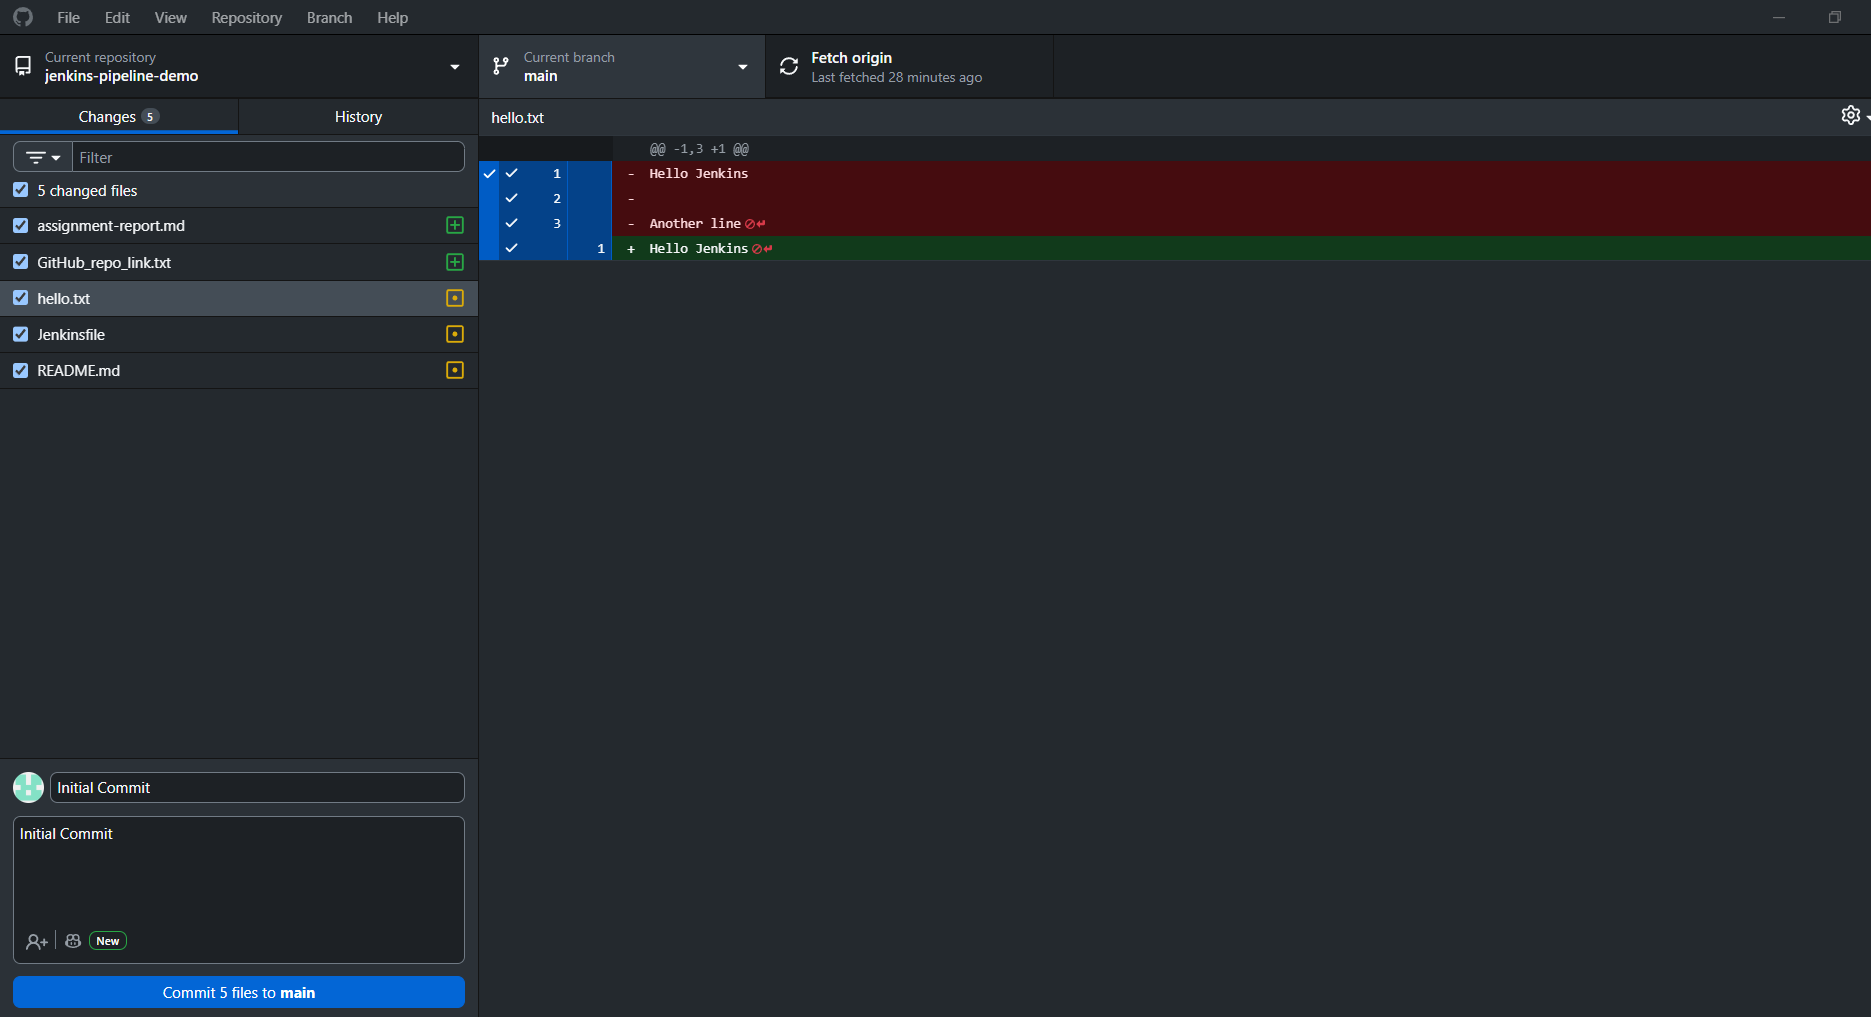 File Edit View Repository Branch Help
Current repository
jenkins-pipeline-demo
Current branch
main
Fetch origin
Last fetched 28 minutes ago
Changes 5
History
Filter
5 changed files
assignment-report.md
GitHub_repo_link.txt
hello.txt
Jenkinsfile
README.md
Initial Commit
Initial Commit
New
Commit 5 files to main
hello.txt
@@ -1,3 +1 @@
1 - Hello Jenkins
2 -
3 - Another line
1 + Hello Jenkins